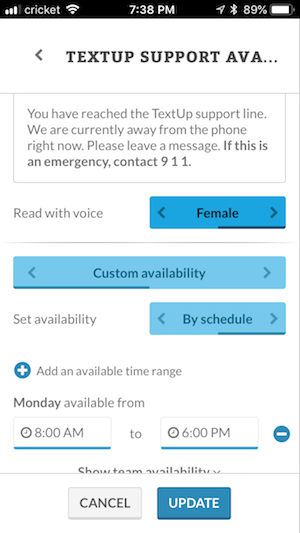 cricket 7:38 PM 89%
TEXTUP SUPPORT AVA...
You have reached the TextUp support line.
We are currently away from the phone
right now. Please leave a message. If this is
an emergency, contact 9 1 1.
Read with voice Female
Custom availability
Set availability By schedule
Add an available time range
Monday available from
8:00 AM to 6:00 PM
Show team availability
CANCEL UPDATE